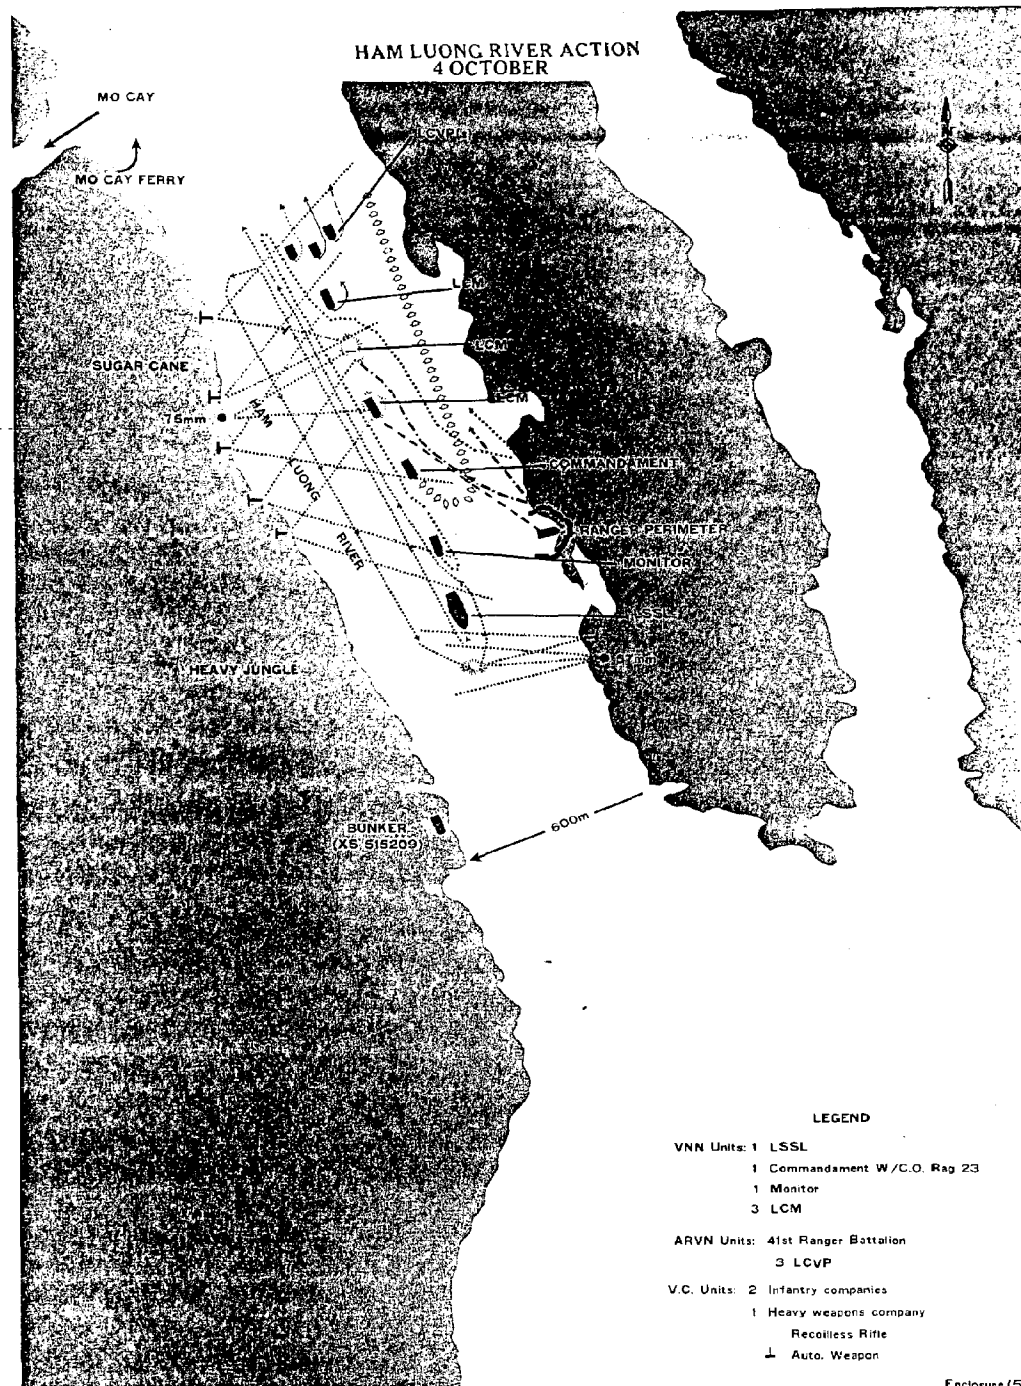 HAM LUONG RIVER ACTION
4 OCTOBER
MO CAY
MO CAY FERRY
LCVP
LCM
SUGAR CANE
LCM
LCM
75mm
HAM
LUONG
RIVER
COMMANDAMENT
RANGER PERIMETER
MONITOR
HEAVY JUNGLE
57mm
BUNKER
(XS 515209)
600m
LEGEND
VNN Units: 1 LSSL
1 Commandament W/C.O. Rag 23
1 Monitor
3 LCM
ARVN Units: 41st Ranger Battalion
3 LCVP
V.C. Units: 2 Infantry companies
1 Heavy weapons company
Recoilless Rifle
Auto. Weapon
Enclosure (5